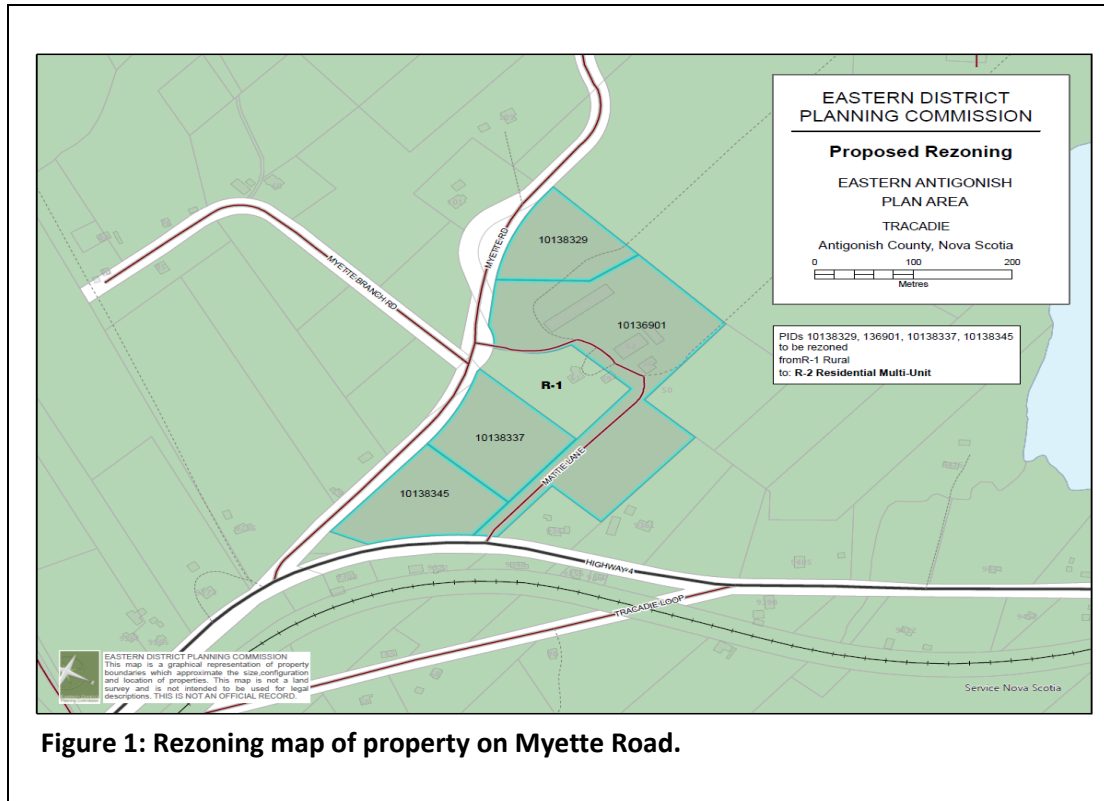 EASTERN DISTRICT
PLANNING COMMISSION
Proposed Rezoning
EASTERN ANTIGONISH
PLAN AREA
TRACADIE
Antigonish County, Nova Scotia
0 100 200
Metres
PIDs 10138329, 136901, 10138337, 10138345
to be rezoned
fromR-1 Rural
to: R-2 Residential Multi-Unit
MYETTE RD
10138329
MYETTE BRANCH RD
10136901
R-1
58
10138337
MATTIE LANE
10138345
HIGHWAY 4
TRACADIE LOOP
EASTERN DISTRICT PLANNING COMMISSION
This map is a graphical representation of property
boundaries which approximate the size,configuration
and location of properties. This map is not a land
survey and is not intended to be used for legal
descriptions. THIS IS NOT AN OFFICIAL RECORD.
Service Nova Scotia
Figure 1: Rezoning map of property on Myette Road.